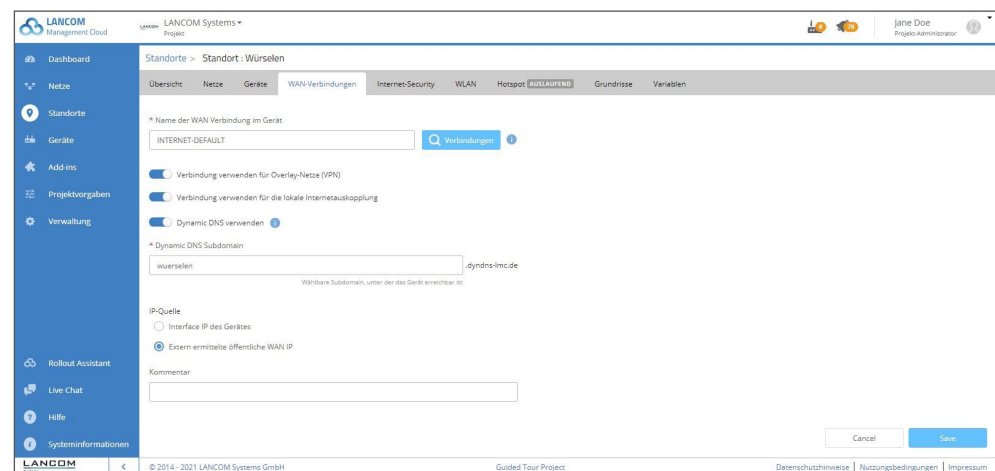 LANCOM
Management Cloud
LANCOM Systems
Projekt
8
78
Jane Doe
Projekt-Administrator
Dashboard
Netze
Standorte
Geräte
Add-ins
Projektvorgaben
Verwaltung
Rollout Assistant
Live Chat
Hilfe
Systeminformationen
LANCOM
Standorte > Standort : Würselen
Übersicht Netze Geräte WAN-Verbindungen Internet-Security WLAN Hotspot AUSLAUFEND Grundrisse Variablen
* Name der WAN Verbindung im Gerät
INTERNET-DEFAULT Verbindungen
Verbindung verwenden für Overlay-Netze (VPN)
Verbindung verwenden für die lokale Internetauskopplung
Dynamic DNS verwenden
* Dynamic DNS Subdomain
wuerselen .dyndns-lmc.de
Wählbare Subdomain, unter der das Gerät erreichbar ist
IP-Quelle
Interface IP des Gerätes
Extern ermittelte öffentliche WAN IP
Kommentar
Cancel Save
© 2014 - 2021 LANCOM Systems GmbH Guided Tour Project Datenschutzhinweise | Nutzungsbedingungen | Impressum